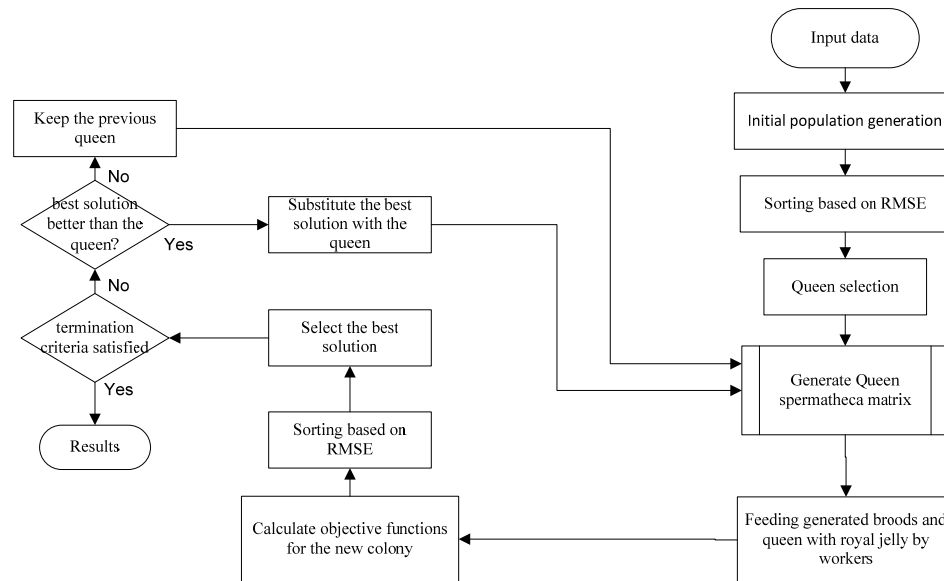 Input data
Initial population generation
Sorting based on RMSE
Queen selection
Generate Queen
spermatheca matrix
Feeding generated broods and
queen with royal jelly by
workers
Calculate objective functions
for the new colony
Sorting based on
RMSE
Select the best
solution
termination
criteria satisfied
Yes
Results
No
best solution
better than the
queen?
Yes
Substitute the best
solution with the
queen
No
Keep the previous
queen